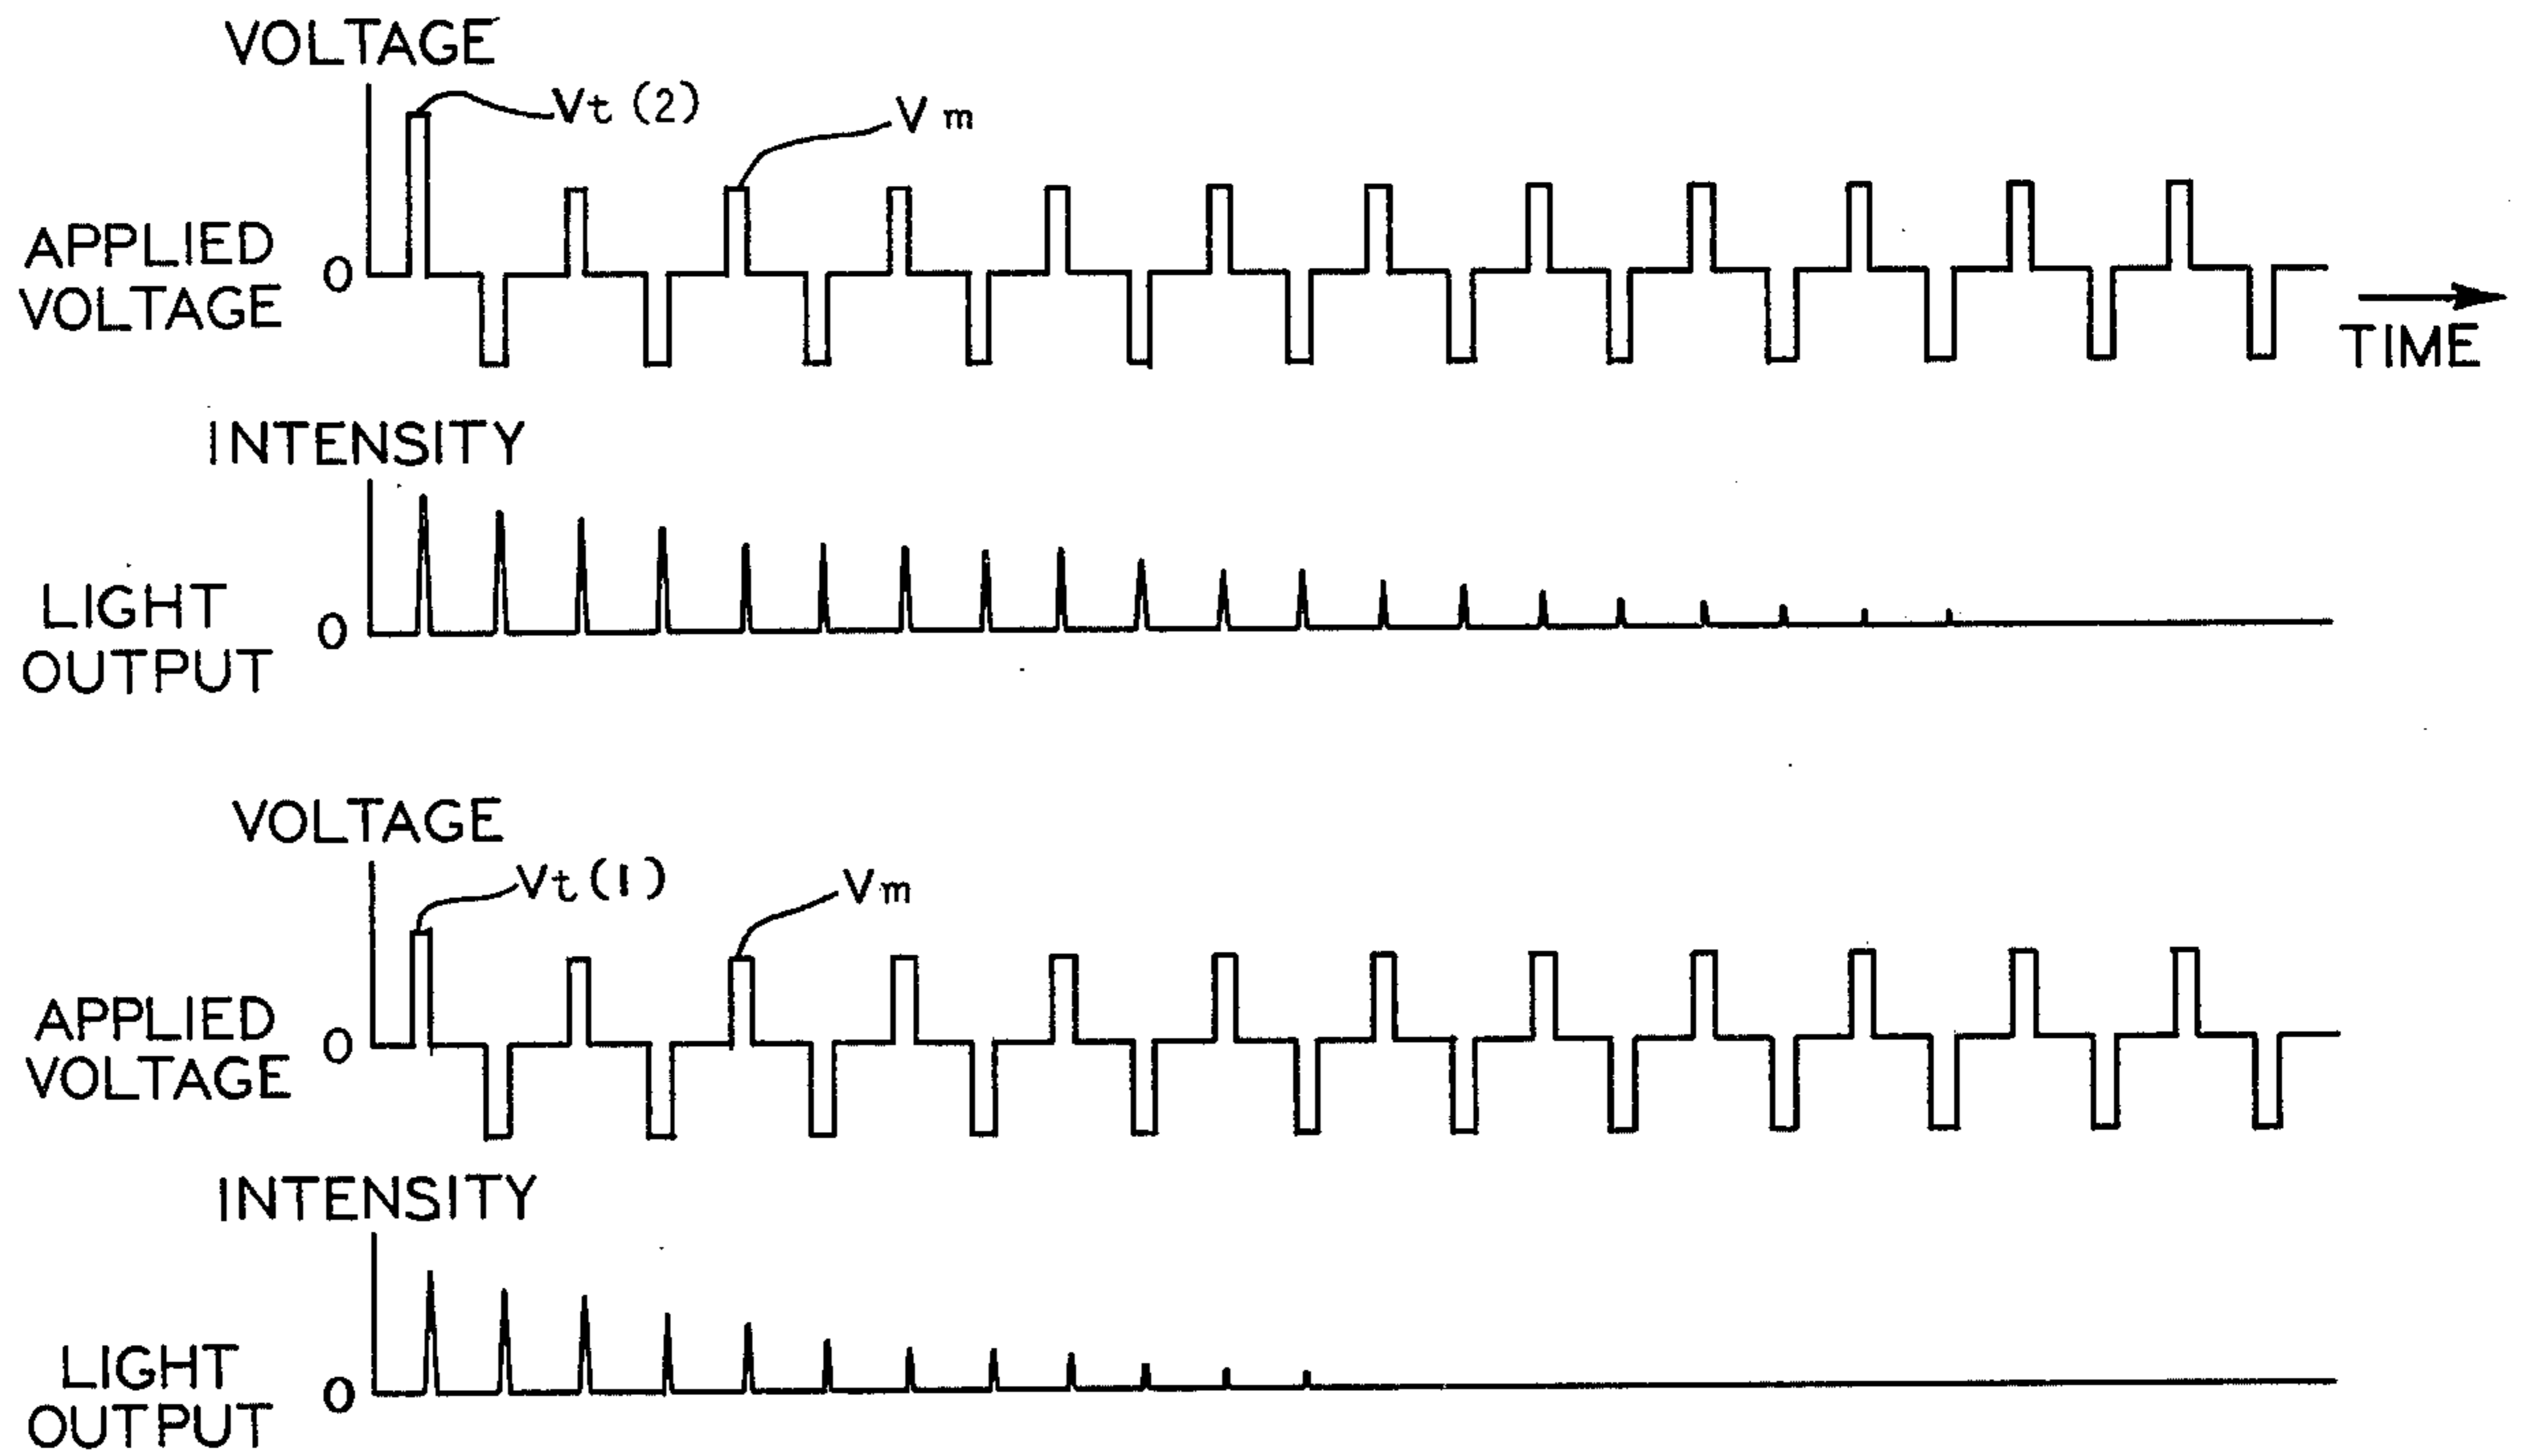 VOLTAGE
Vt (2)
Vm
APPLIED
VOLTAGE
0
TIME
INTENSITY
LIGHT
OUTPUT
0
VOLTAGE
Vt (1)
Vm
APPLIED
VOLTAGE
0
INTENSITY
LIGHT
OUTPUT
0